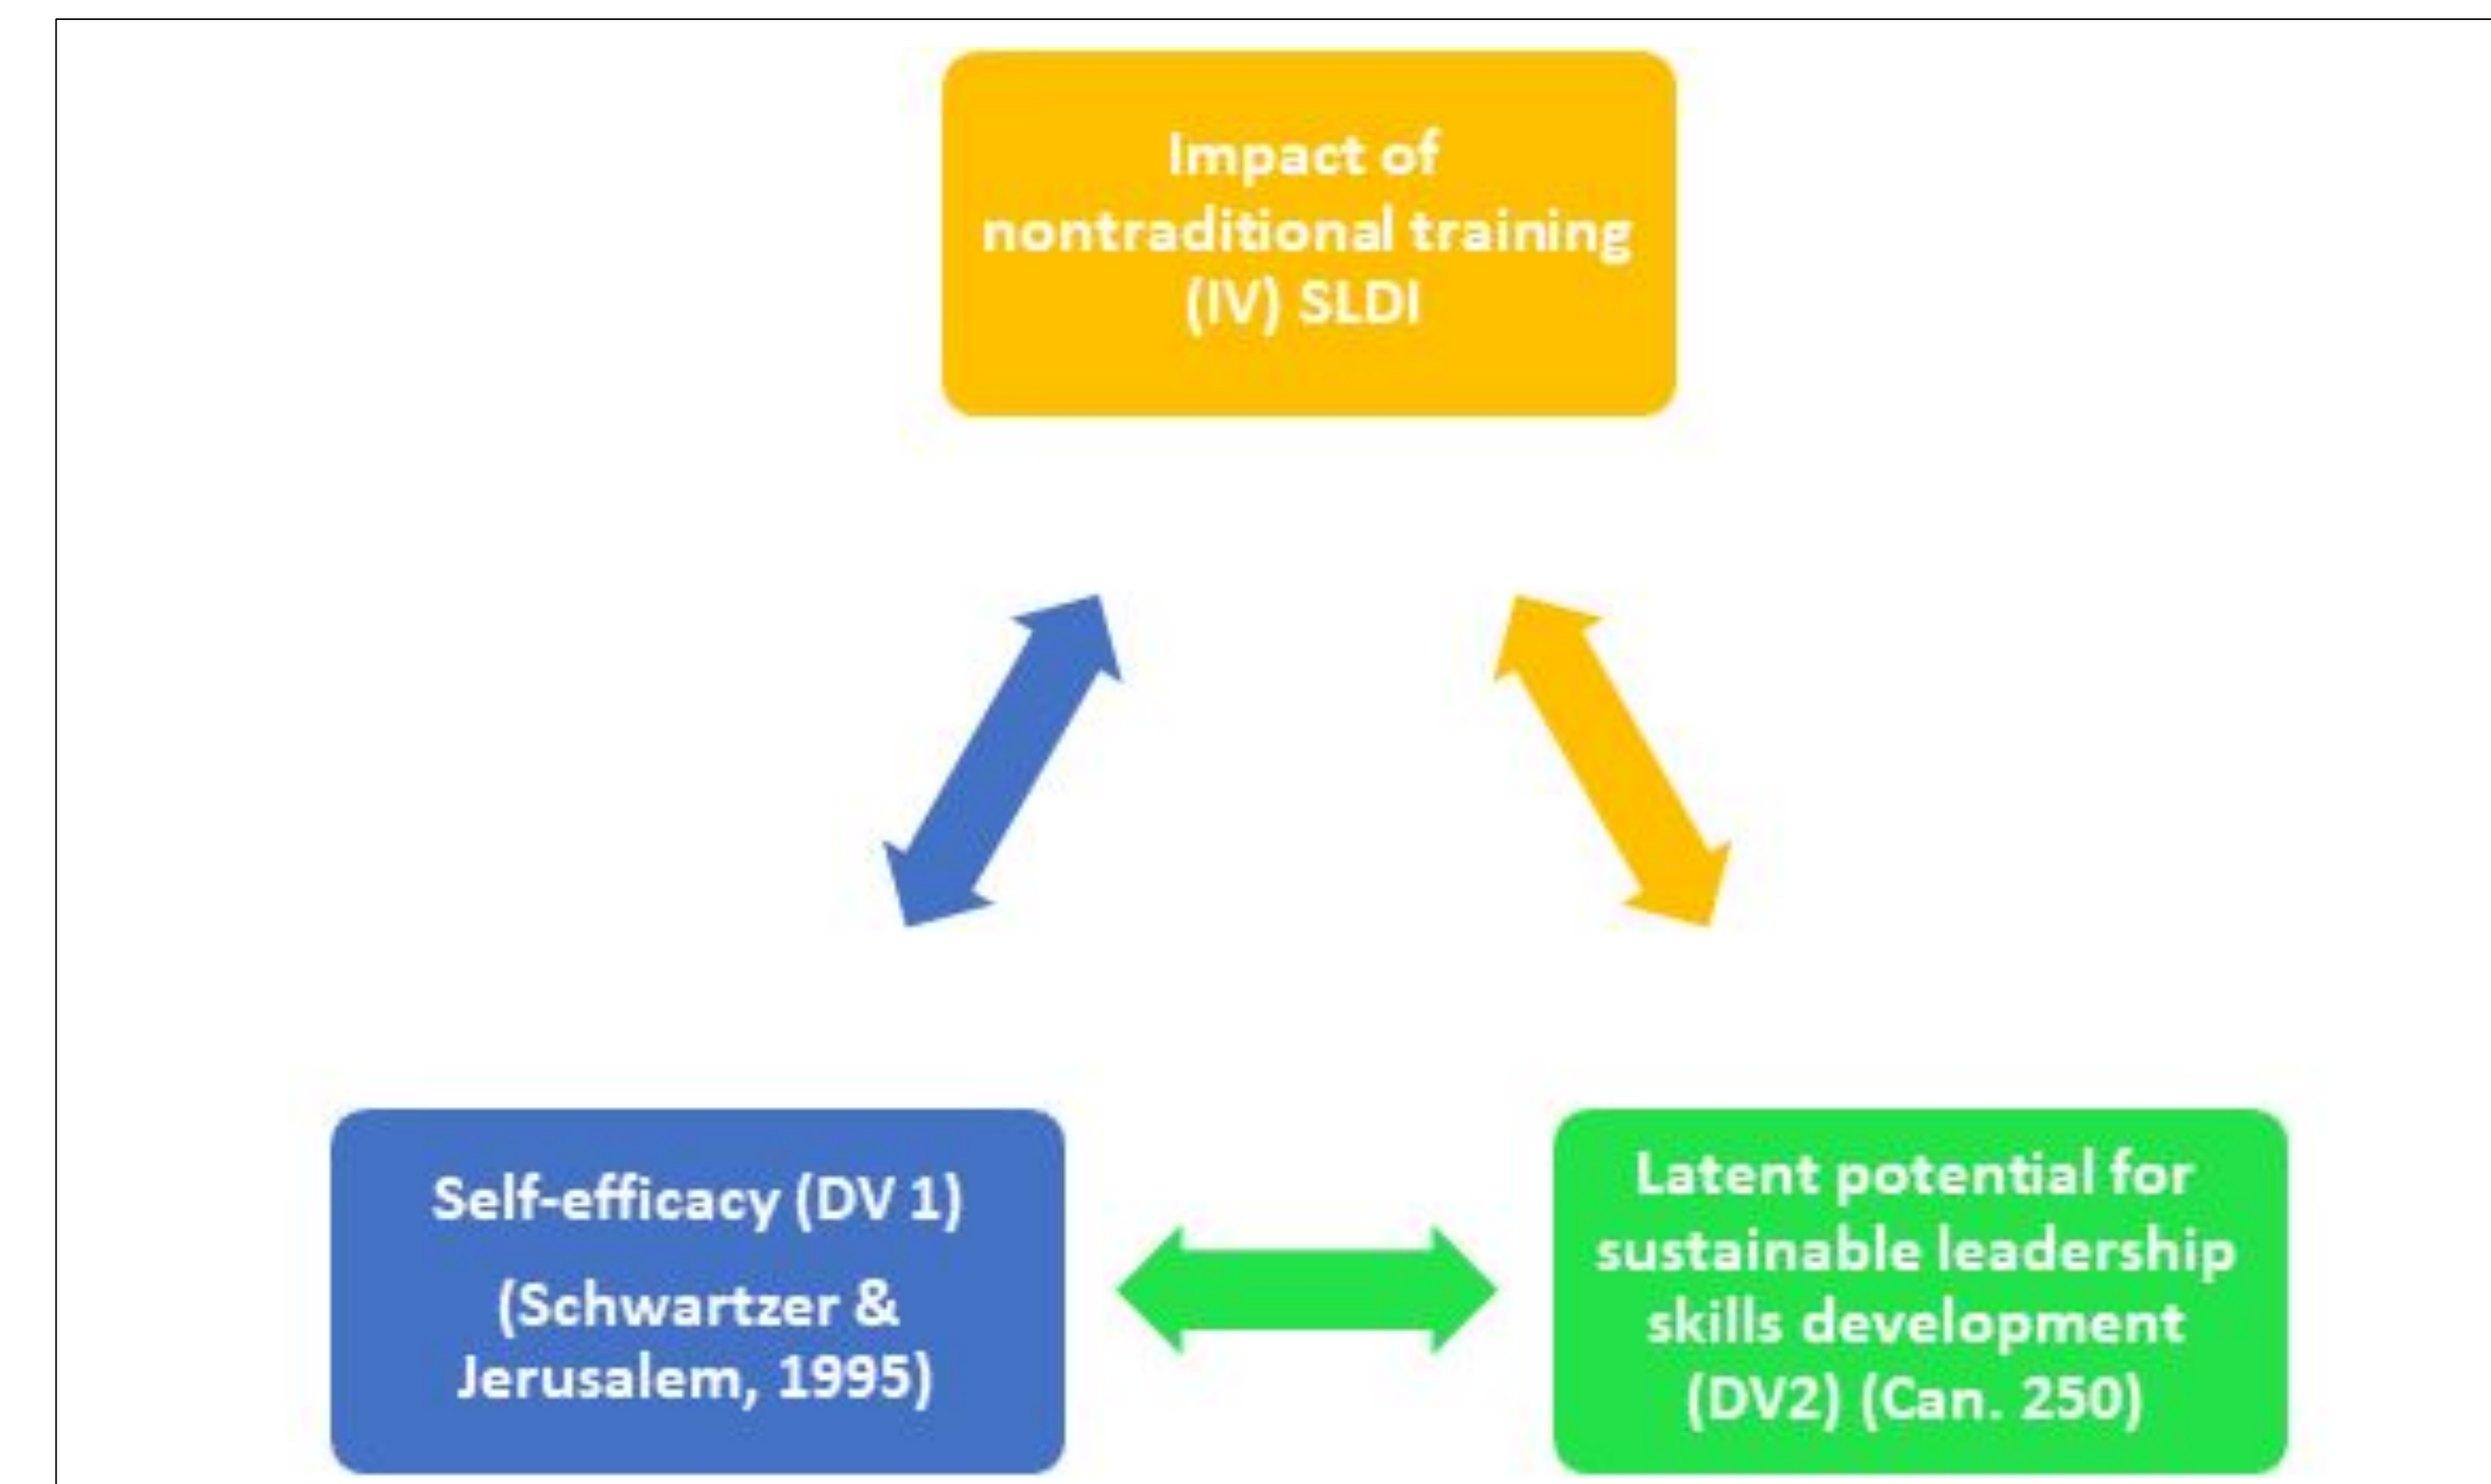 Impact of
nontraditional training
(IV) SLDI
Self-efficacy (DV 1)
(Schwartzer &
Jerusalem, 1995)
Latent potential for
sustainable leadership
skills development
(DV2) (Can. 250)